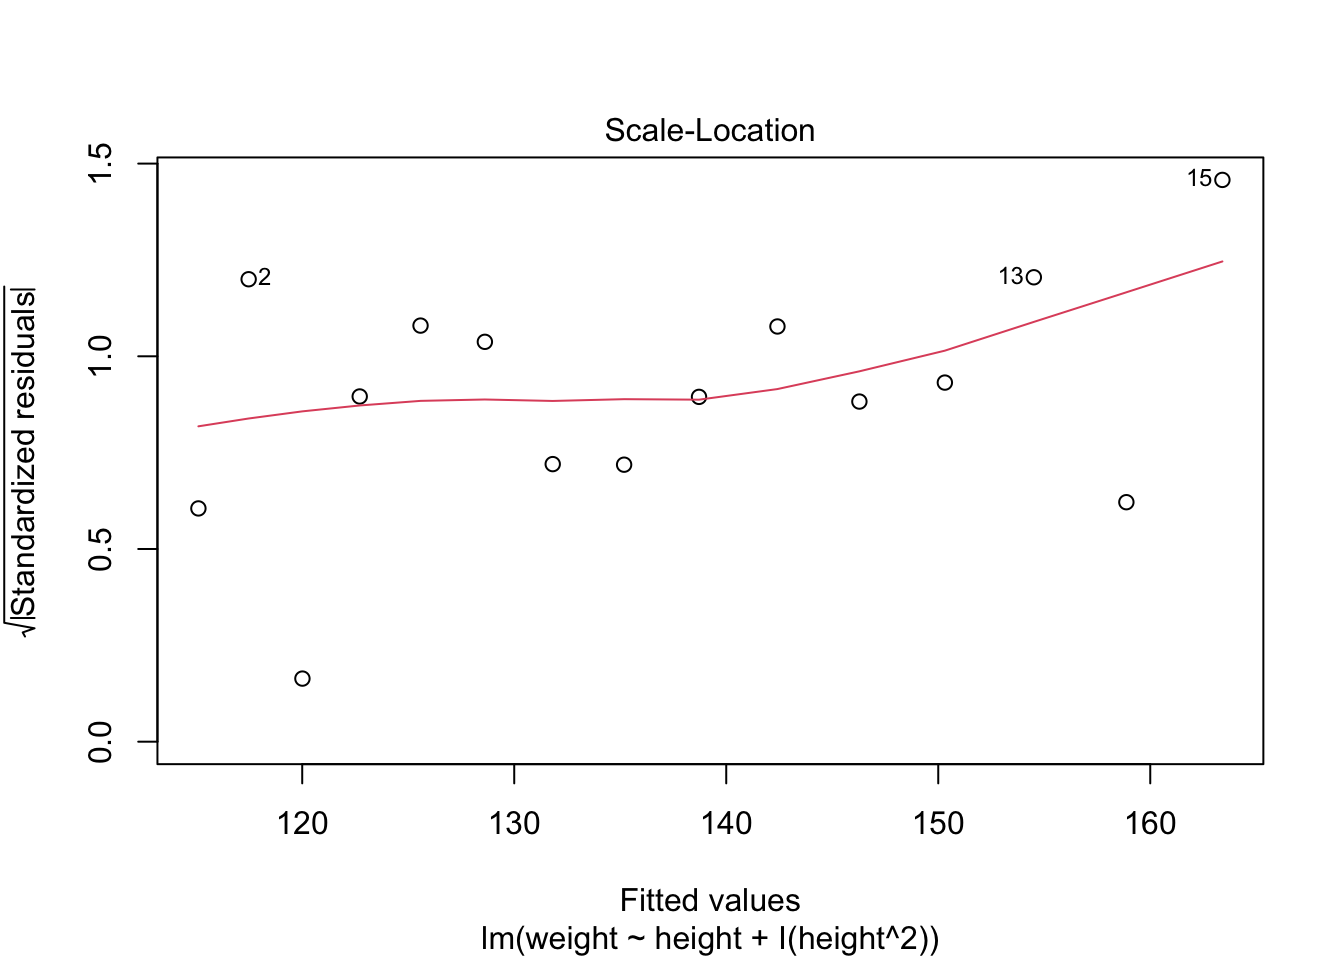 Scale-Location
√|Standardized residuals|
1.5
1.0
0.5
0.0
2
13
15
120 130 140 150 160
Fitted values
lm(weight ~ height + I(height^2))